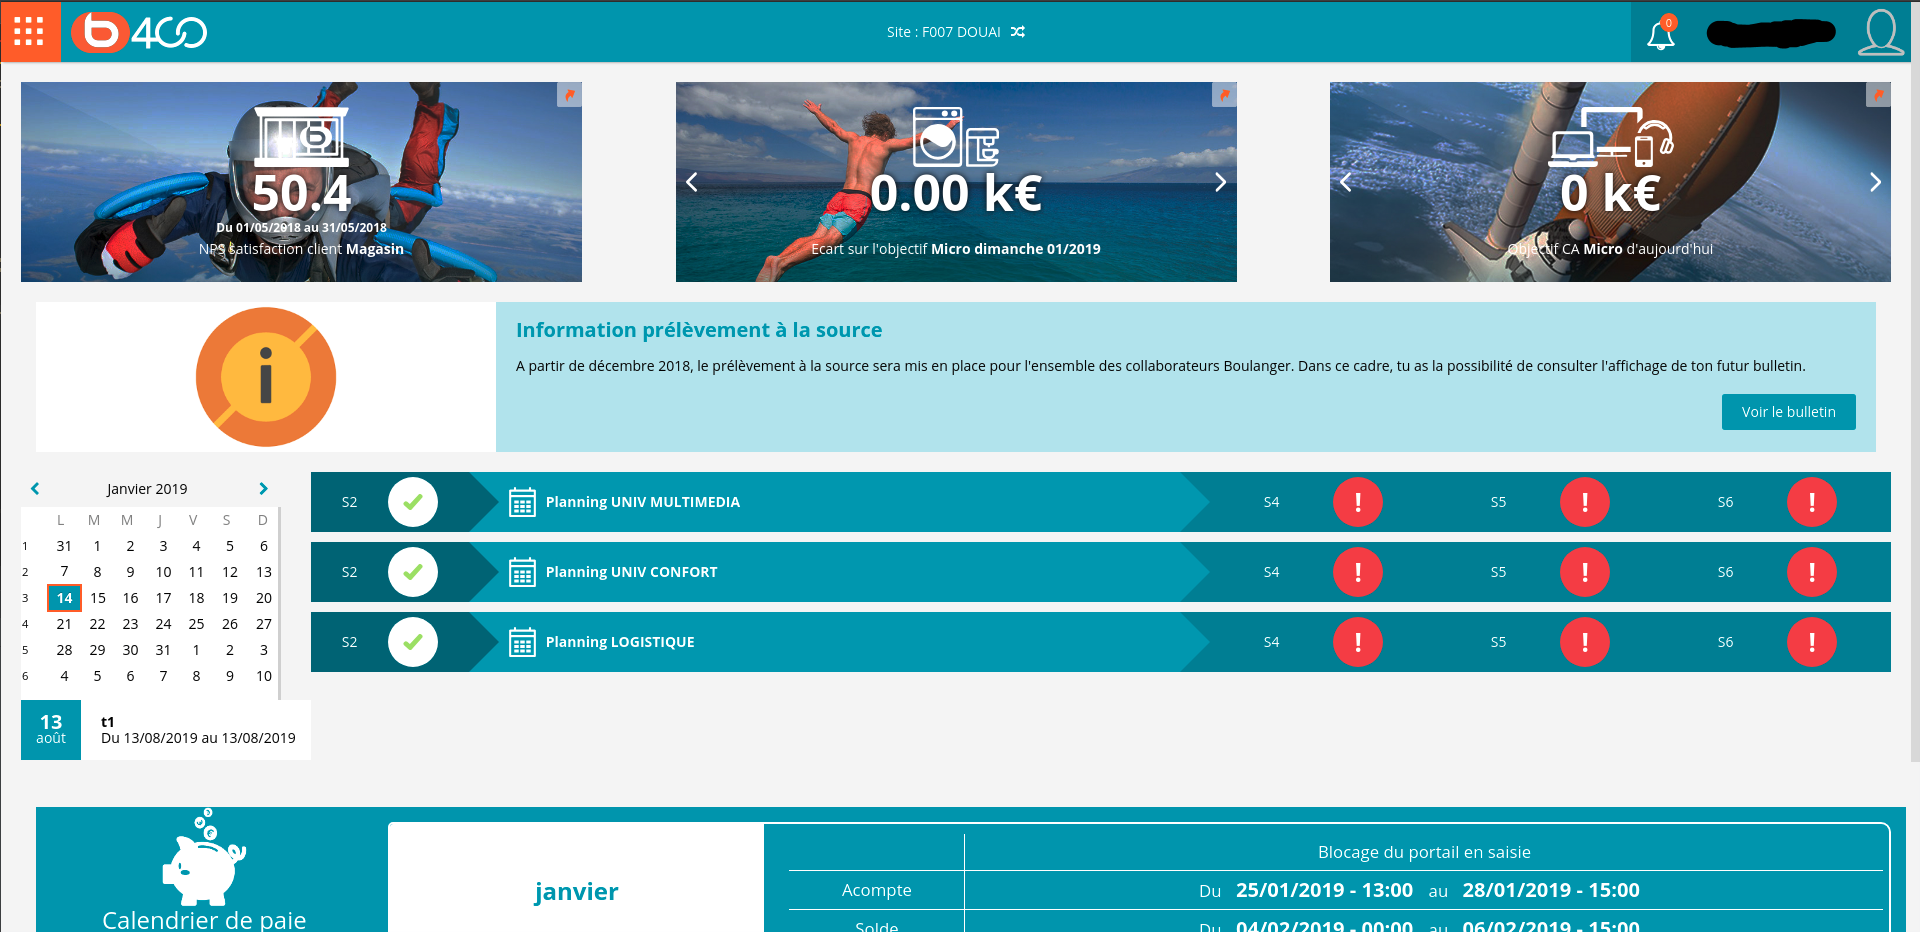 b 4GO
Site : F007 DOUAI
0
50.4
Du 01/05/2018 au 31/05/2018
NPS satisfaction client Magasin
0.00 k€
Ecart sur l'objectif Micro dimanche 01/2019
0 k€
Objectif CA Micro d'aujourd'hui
Information prélèvement à la source
A partir de décembre 2018, le prélèvement à la source sera mis en place pour l'ensemble des collaborateurs Boulanger. Dans ce cadre, tu as la possibilité de consulter l'affichage de ton futur bulletin.
Voir le bulletin
Janvier 2019
L M M J V S D
1 31 1 2 3 4 5 6
2 7 8 9 10 11 12 13
3 14 15 16 17 18 19 20
4 21 22 23 24 25 26 27
5 28 29 30 31 1 2 3
6 4 5 6 7 8 9 10
13
août
t1
Du 13/08/2019 au 13/08/2019
S2 Planning UNIV MULTIMEDIA S4 ! S5 ! S6 !
S2 Planning UNIV CONFORT S4 ! S5 ! S6 !
S2 Planning LOGISTIQUE S4 ! S5 ! S6 !
Calendrier de paie
janvier
Blocage du portail en saisie
Acompte Du 25/01/2019 - 13:00 au 28/01/2019 - 15:00
Solde Du 04/02/2019 - 00:00 au 06/02/2019 - 15:00